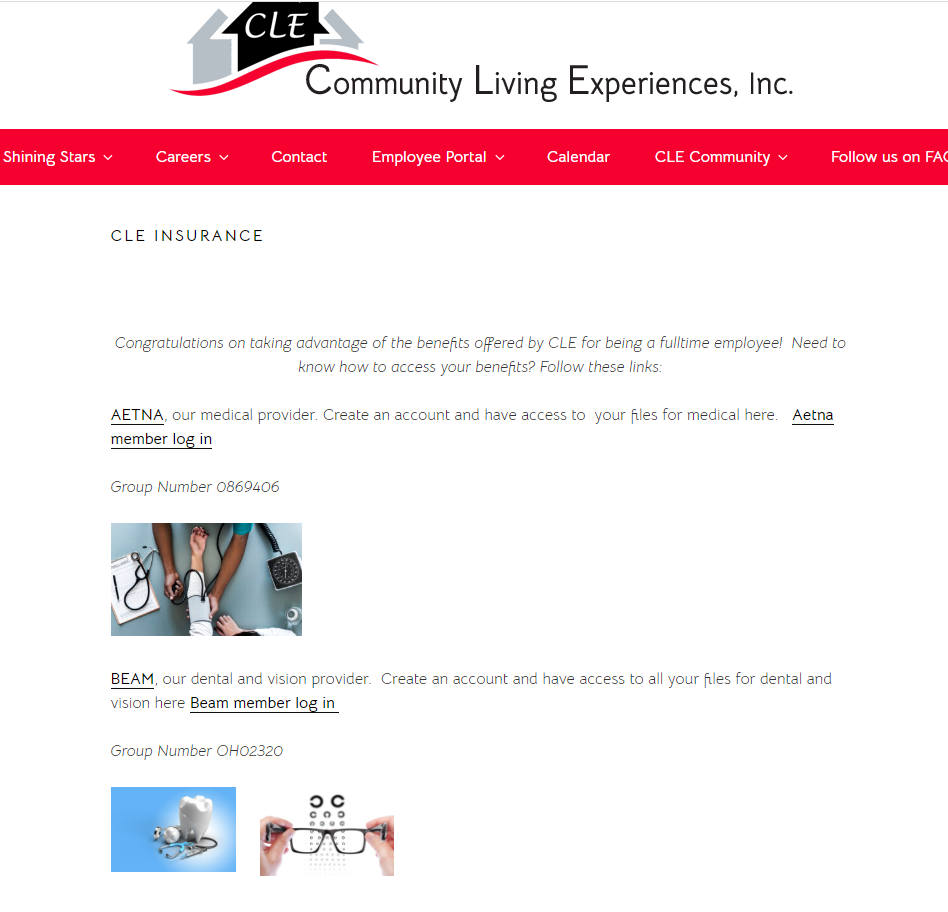 CLE
Community Living Experiences, Inc.
Shining Stars Careers Contact Employee Portal Calendar CLE Community Follow us on FAC
CLE INSURANCE
Congratulations on taking advantage of the benefits offered by CLE for being a fulltime employee!  Need to
know how to access your benefits? Follow these links:
AETNA, our medical provider. Create an account and have access to  your files for medical here.   Aetna
member log in
Group Number 0869406
BEAM, our dental and vision provider.  Create an account and have access to all your files for dental and
vision here Beam member log in
Group Number OH02320